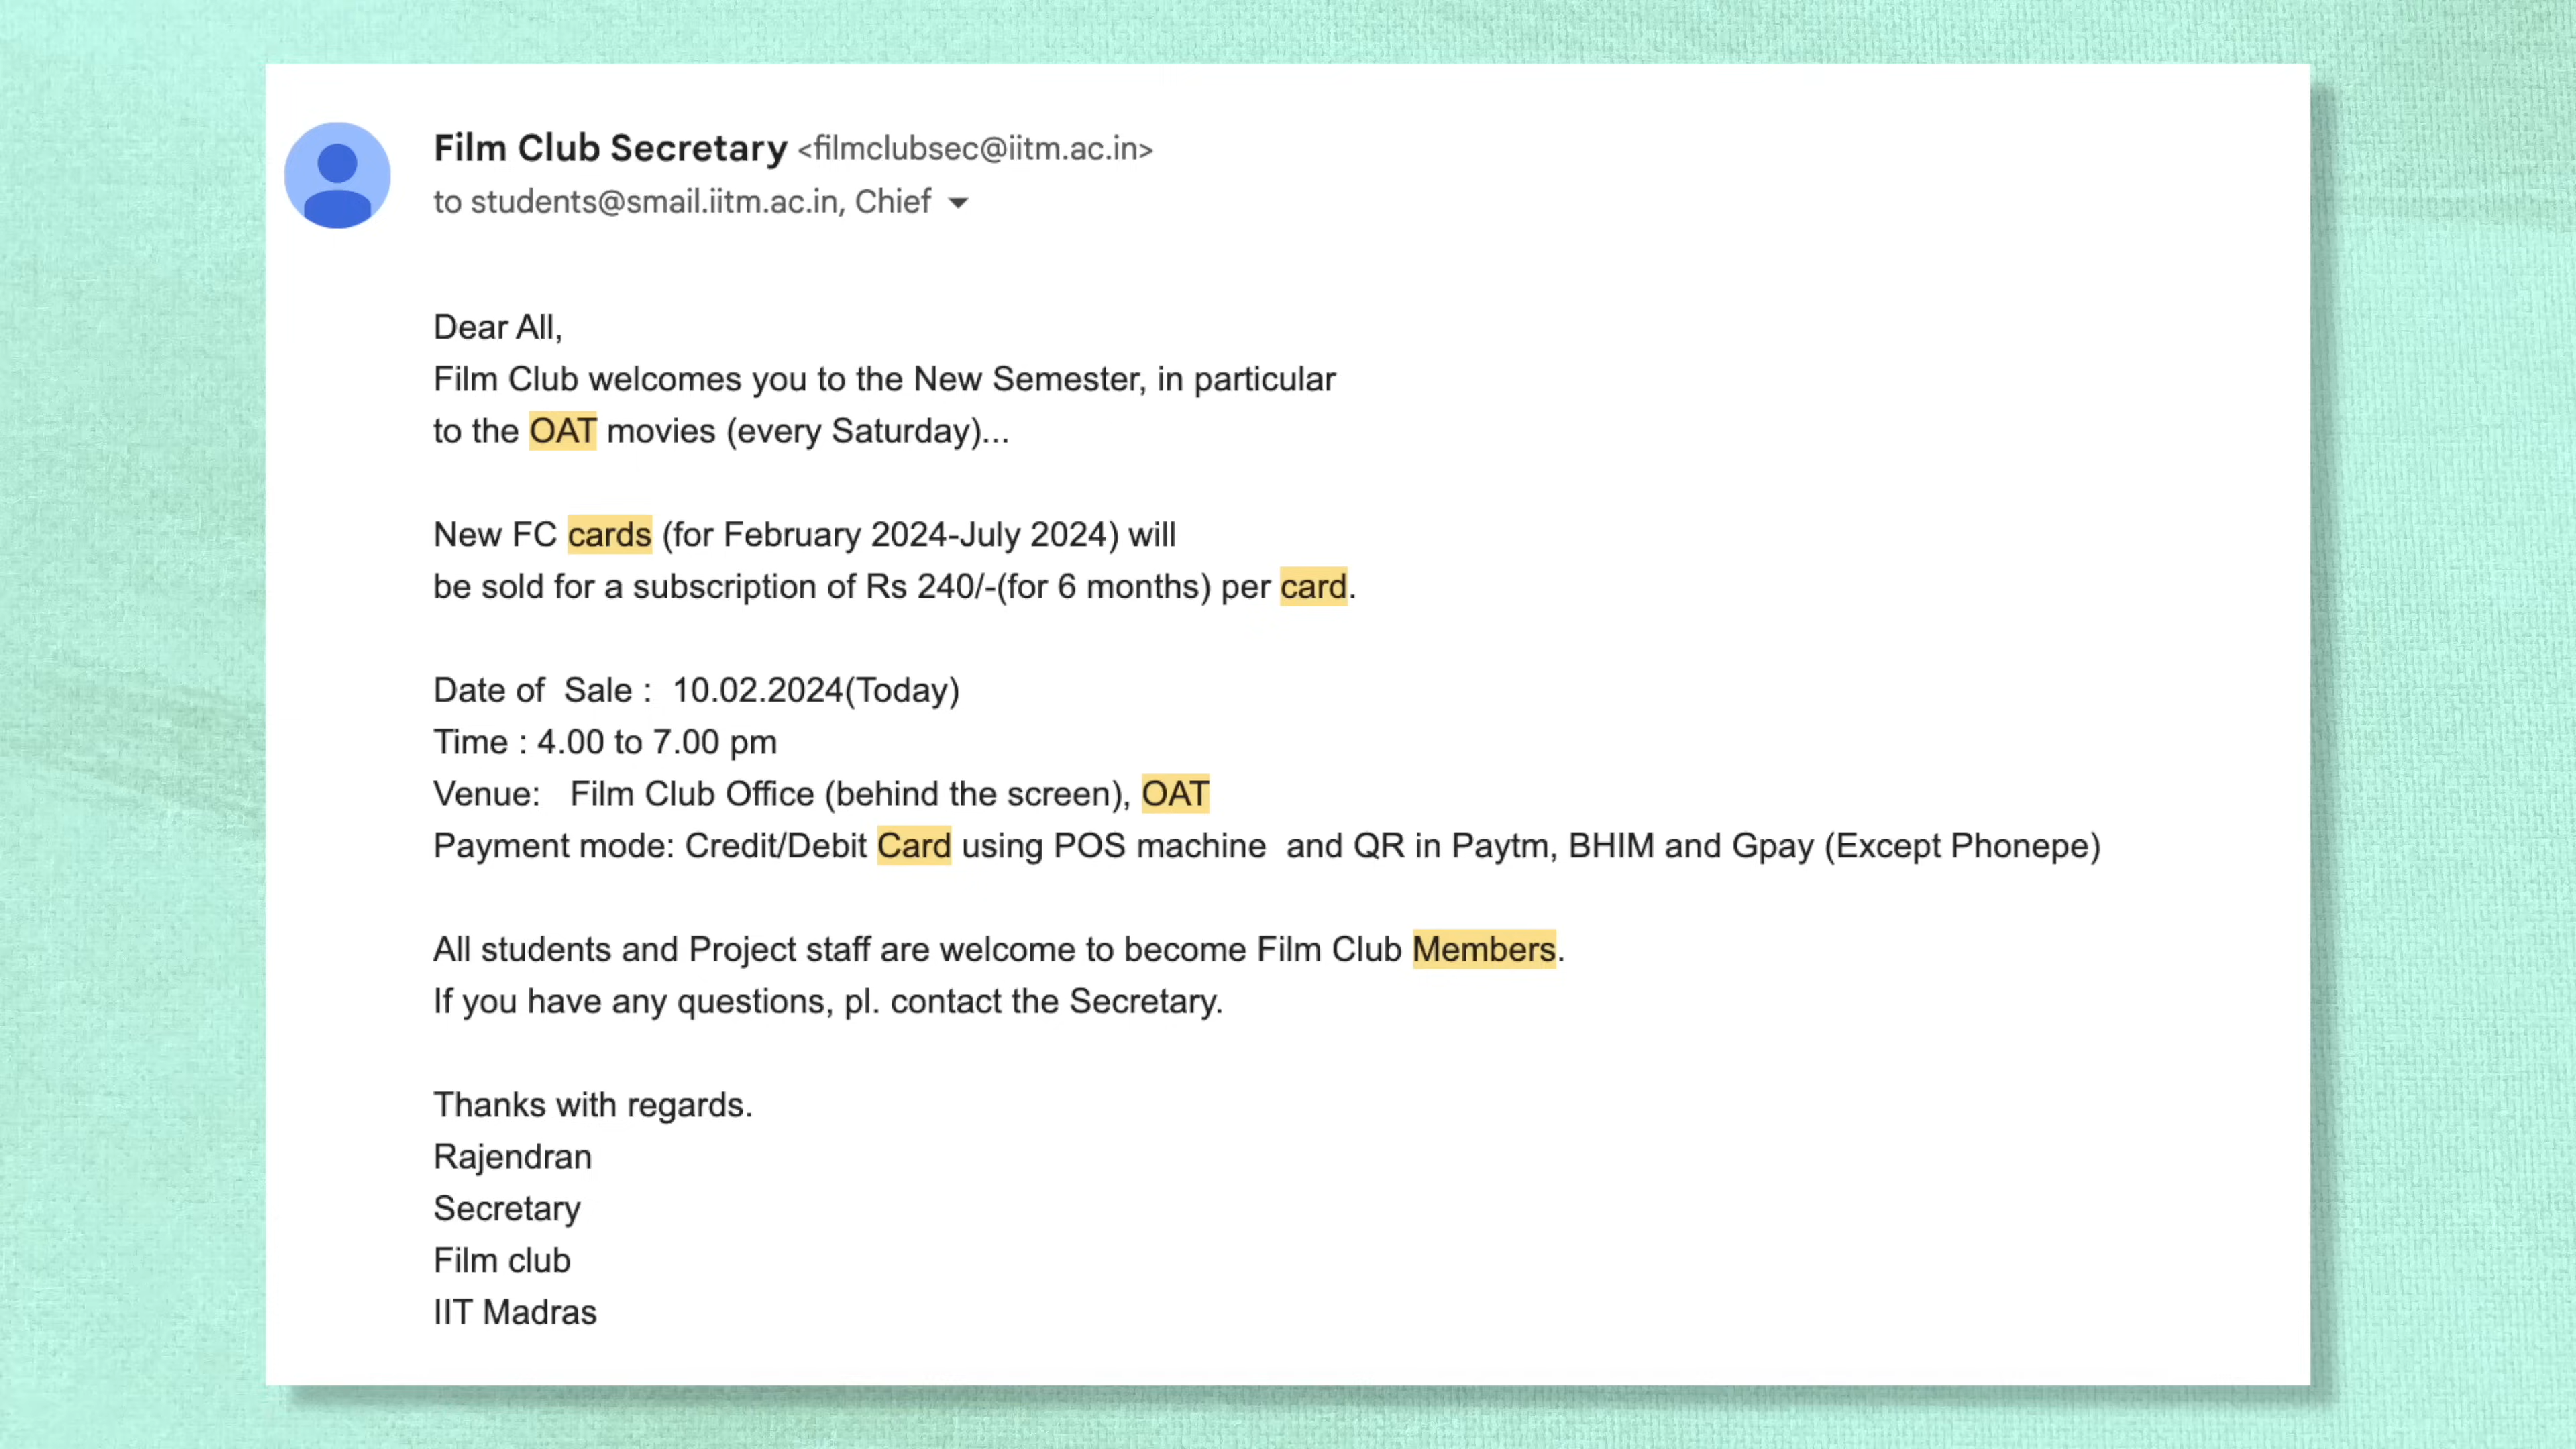 Film Club Secretary <filmclubsec@iitm.ac.in>
to students@smail.iitm.ac.in, Chief
Dear All,
Film Club welcomes you to the New Semester, in particular
to the OAT movies (every Saturday)...
New FC cards (for February 2024-July 2024) will
be sold for a subscription of Rs 240/-(for 6 months) per card.
Date of  Sale :  10.02.2024(Today)
Time : 4.00 to 7.00 pm
Venue:   Film Club Office (behind the screen), OAT
Payment mode: Credit/Debit Card using POS machine  and QR in Paytm, BHIM and Gpay (Except Phonepe)
All students and Project staff are welcome to become Film Club Members.
If you have any questions, pl. contact the Secretary.
Thanks with regards.
Rajendran
Secretary
Film club
IIT Madras